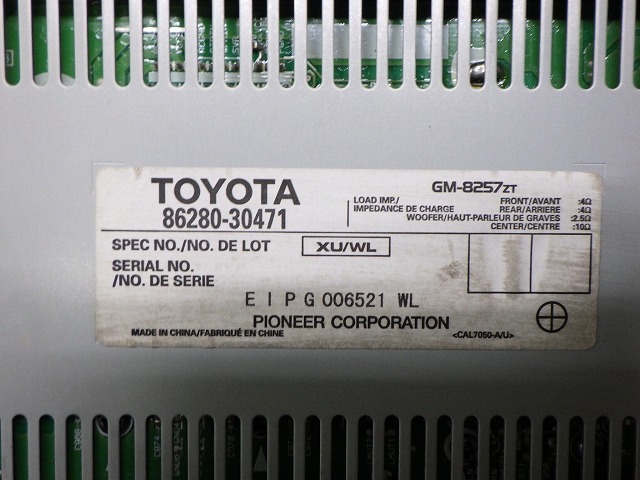 TOYOTA
86280-30471
GM-8257ZT
LOAD IMP./
IMPEDANCE DE CHARGE
FRONT/AVANT :4Ω
REAR/ARRIERE :4Ω
WOOFER/HAUT-PARLEUR DE GRAVES :2.5Ω
CENTER/CENTRE :10Ω
SPEC NO./NO. DE LOT XU/WL
SERIAL NO.
/NO. DE SERIE
EIPG006521 WL
PIONEER CORPORATION
MADE IN CHINA/FABRIQUÉ EN CHINE
<CAL7050-A/U>